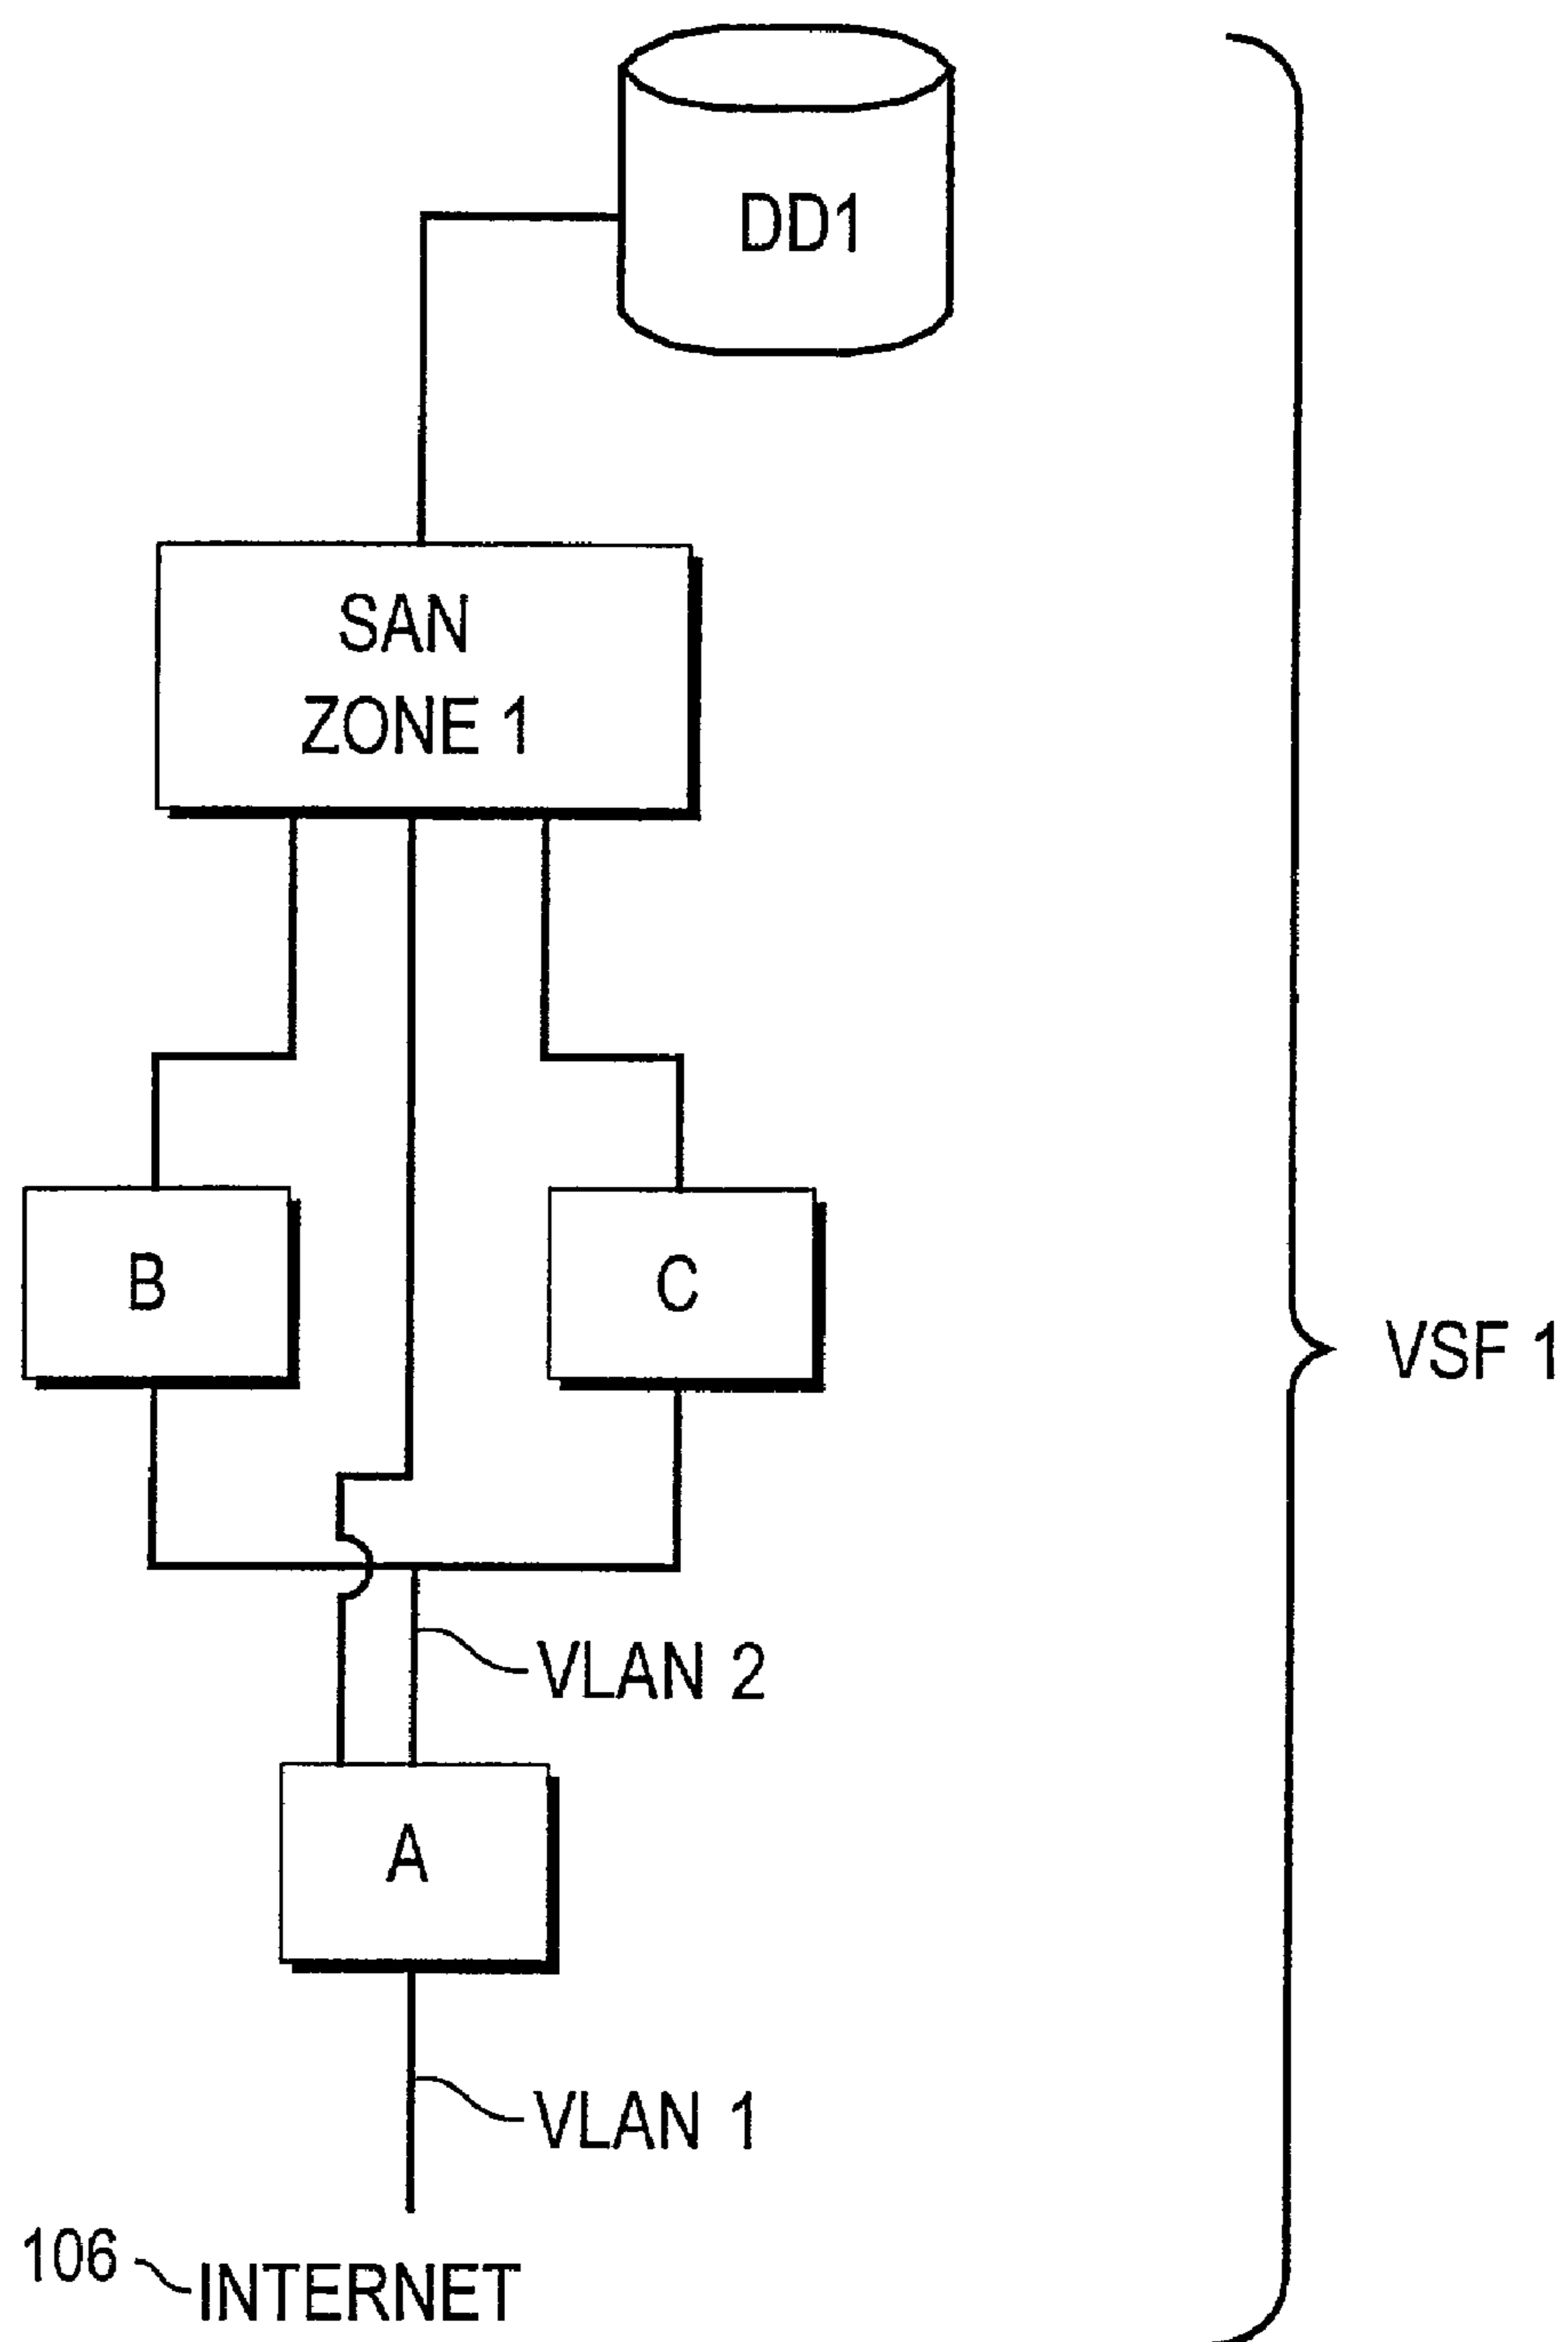 DD1
SAN
ZONE 1
B
C
VSF 1
VLAN 2
A
VLAN 1
106
INTERNET